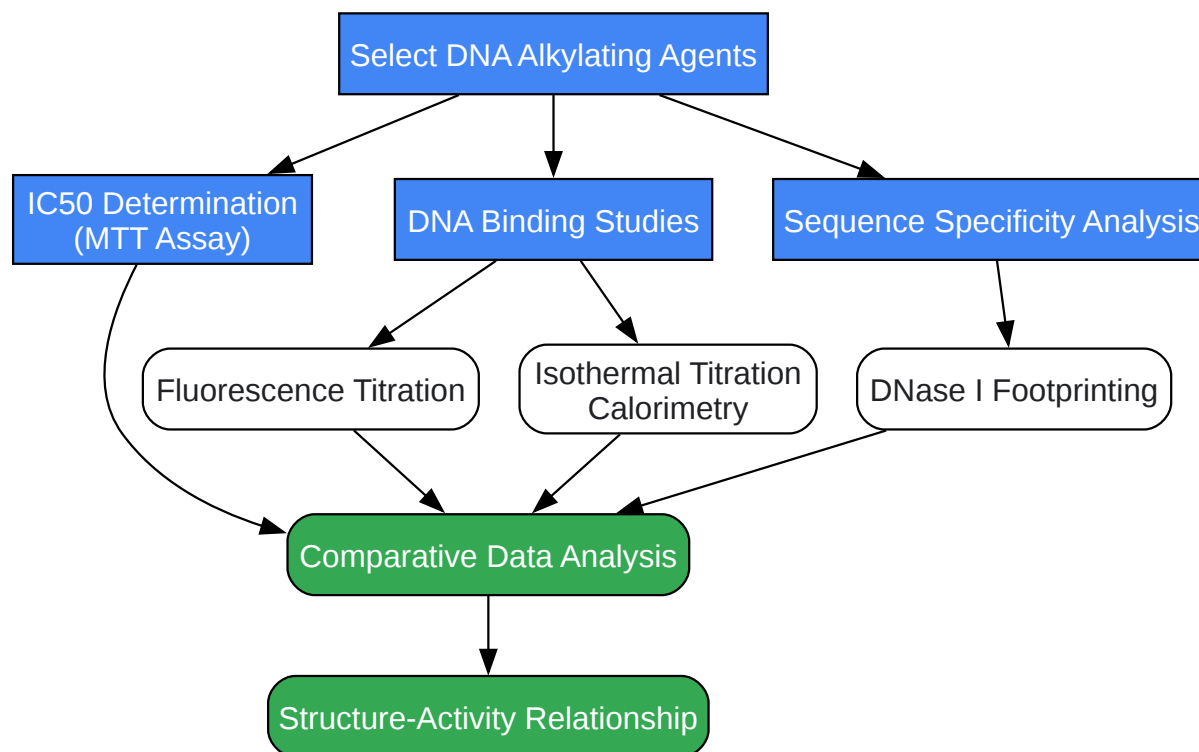 Select DNA Alkylating Agents
IC50 Determination
(MTT Assay)
DNA Binding Studies
Sequence Specificity Analysis
Fluorescence Titration
Isothermal Titration
Calorimetry
DNase I Footprinting
Comparative Data Analysis
Structure-Activity Relationship